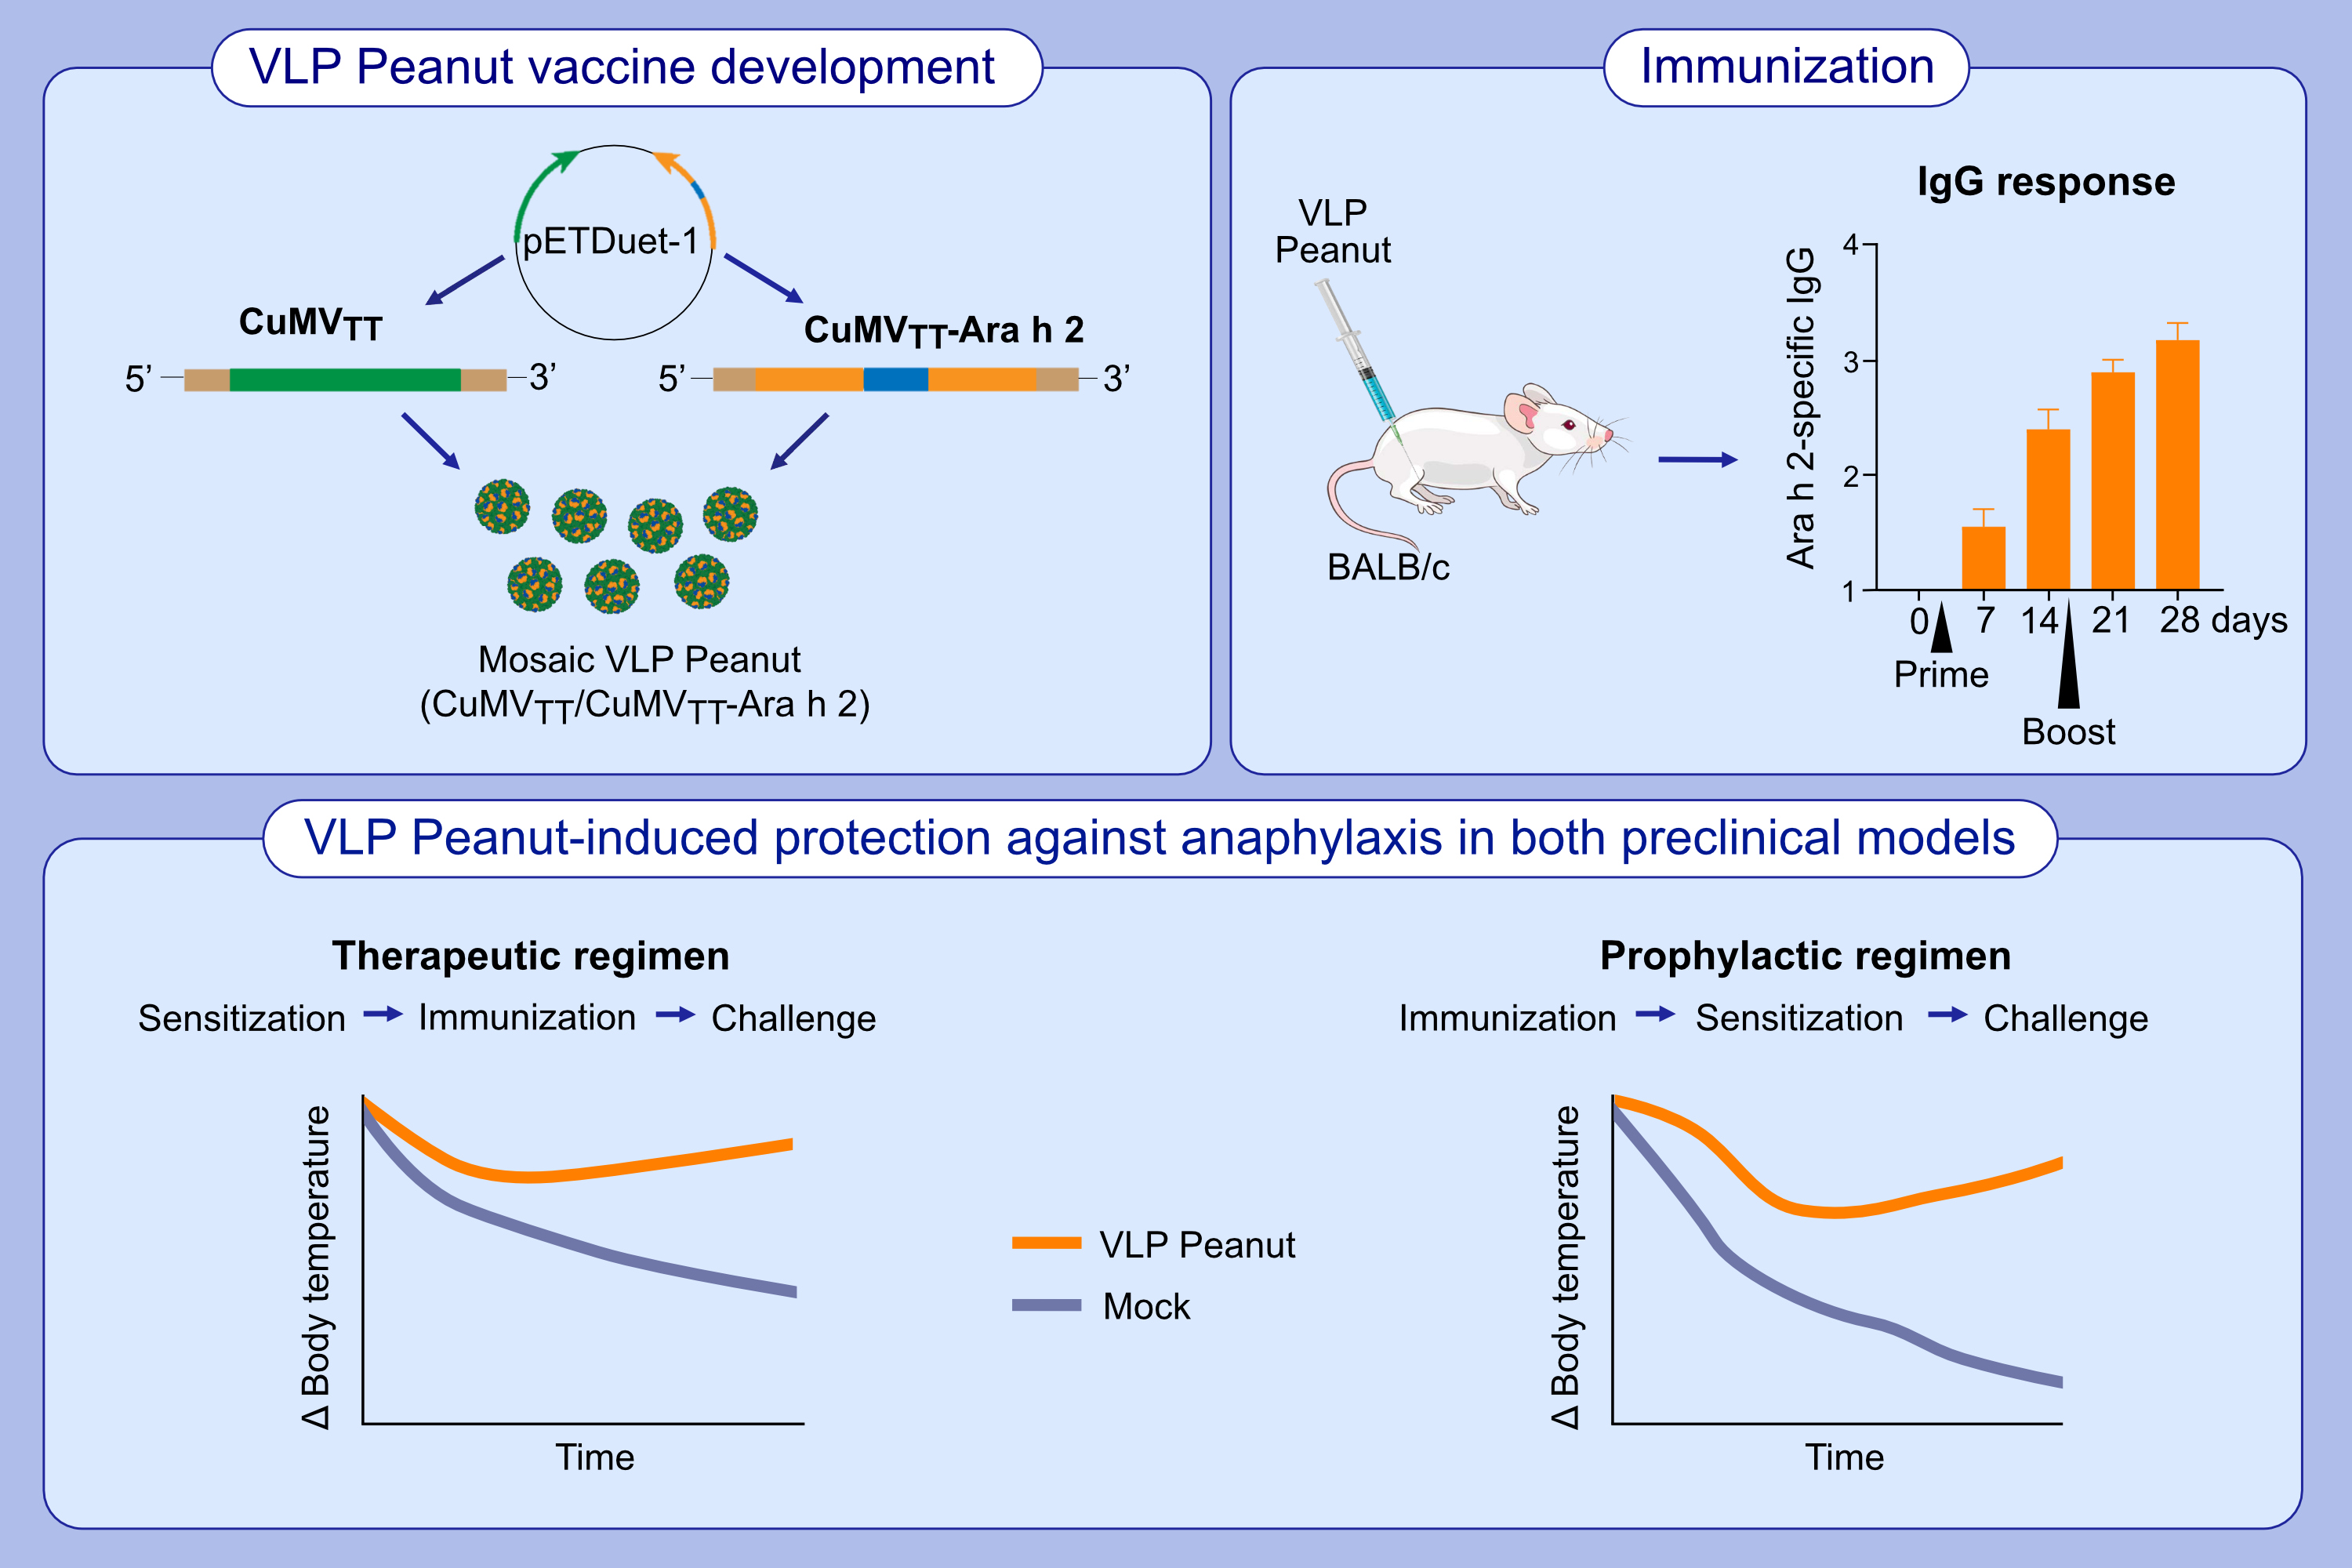 VLP Peanut vaccine development
pETDuet-1
CuMVTT
CuMVTT-Ara h 2
5’
3’
5’
3’
Mosaic VLP Peanut
(CuMVTT/CuMVTT-Ara h 2)
Immunization
VLP
Peanut
BALB/c
IgG response
Ara h 2-specific IgG
4
3
2
1
0 7 14 21 28 days
Prime
Boost
VLP Peanut-induced protection against anaphylaxis in both preclinical models
Therapeutic regimen
Sensitization Immunization Challenge
Δ Body temperature
Time
VLP Peanut
Mock
Prophylactic regimen
Immunization Sensitization Challenge
Δ Body temperature
Time